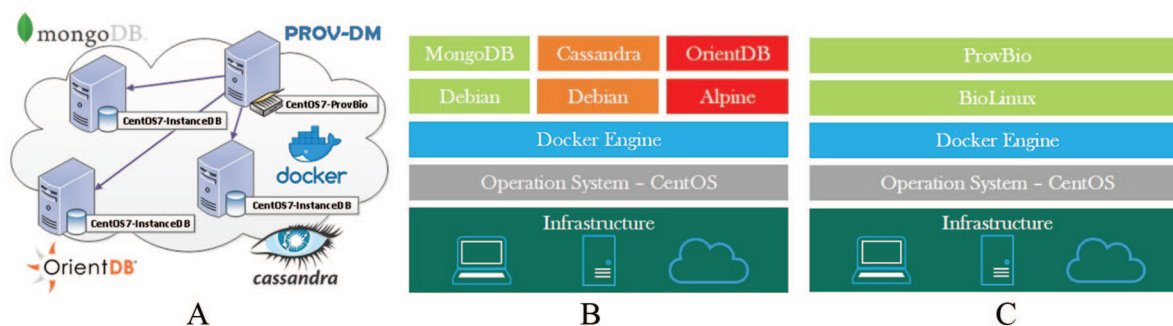 mongoDB®
PROV-DM
CentOS7-ProvBio
CentOS7-InstanceDB
docker
CentOS7-InstanceDB
CentOS7-InstanceDB
OrientDB®
cassandra
A
MongoDB
Cassandra
OrientDB
Debian
Debian
Alpine
Docker Engine
Operation System – CentOS
Infrastructure
B
ProvBio
BioLinux
Docker Engine
Operation System – CentOS
Infrastructure
C